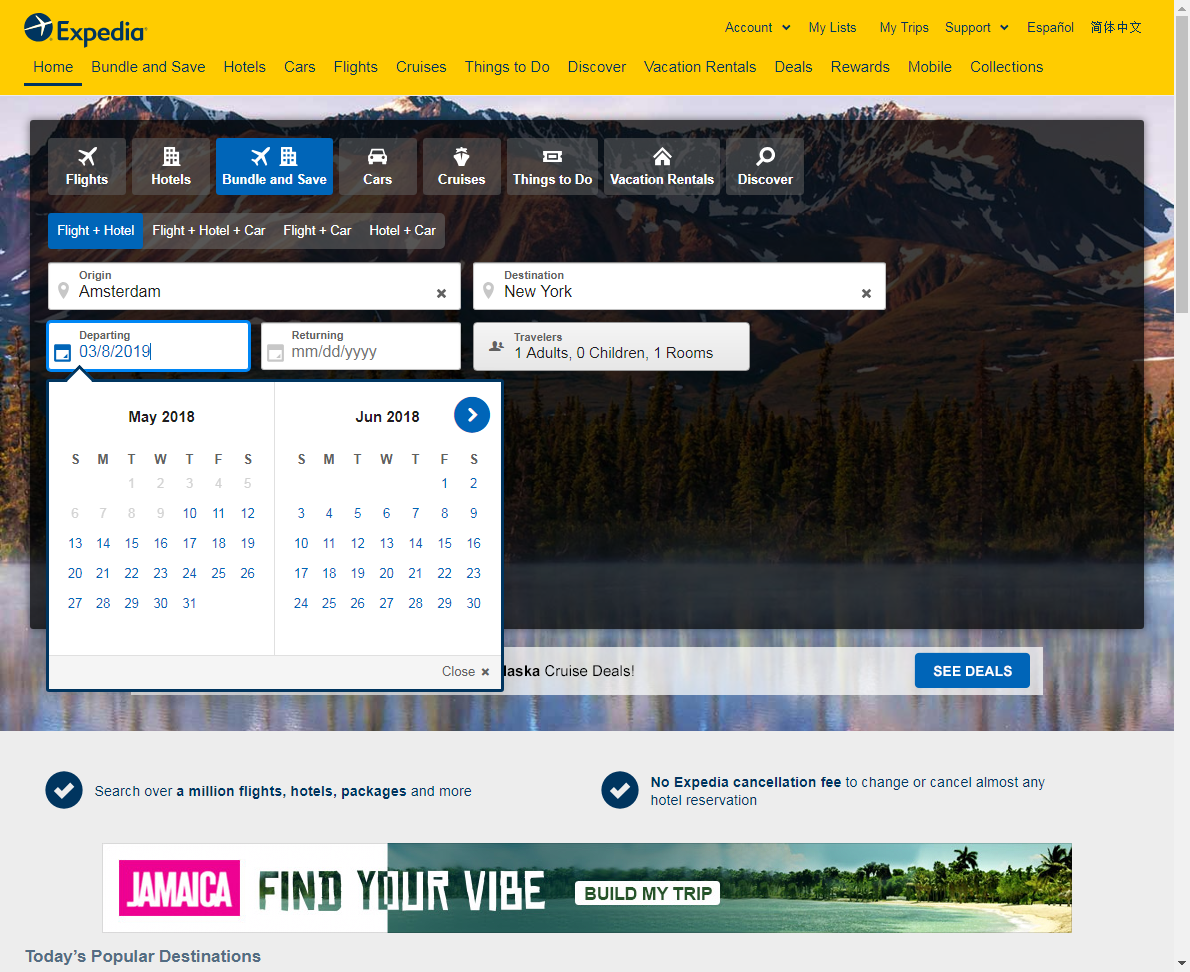 Expedia
Account My Lists My Trips Support Español 简体中文
Home Bundle and Save Hotels Cars Flights Cruises Things to Do Discover Vacation Rentals Deals Rewards Mobile Collections
Flights Hotels Bundle and Save Cars Cruises Things to Do Vacation Rentals Discover
Flight + Hotel Flight + Hotel + Car Flight + Car Hotel + Car
Origin
Amsterdam
Destination
New York
Departing
03/8/2019
Returning
mm/dd/yyyy
Travelers
1 Adults, 0 Children, 1 Rooms
May 2018
S M T W T F S
1 2 3 4 5
6 7 8 9 10 11 12
13 14 15 16 17 18 19
20 21 22 23 24 25 26
27 28 29 30 31
Jun 2018
S M T W T F S
1 2
3 4 5 6 7 8 9
10 11 12 13 14 15 16
17 18 19 20 21 22 23
24 25 26 27 28 29 30
Close
laska Cruise Deals!
SEE DEALS
Search over a million flights, hotels, packages and more
No Expedia cancellation fee to change or cancel almost any
hotel reservation
JAMAICA FIND YOUR VIBE BUILD MY TRIP
Today's Popular Destinations